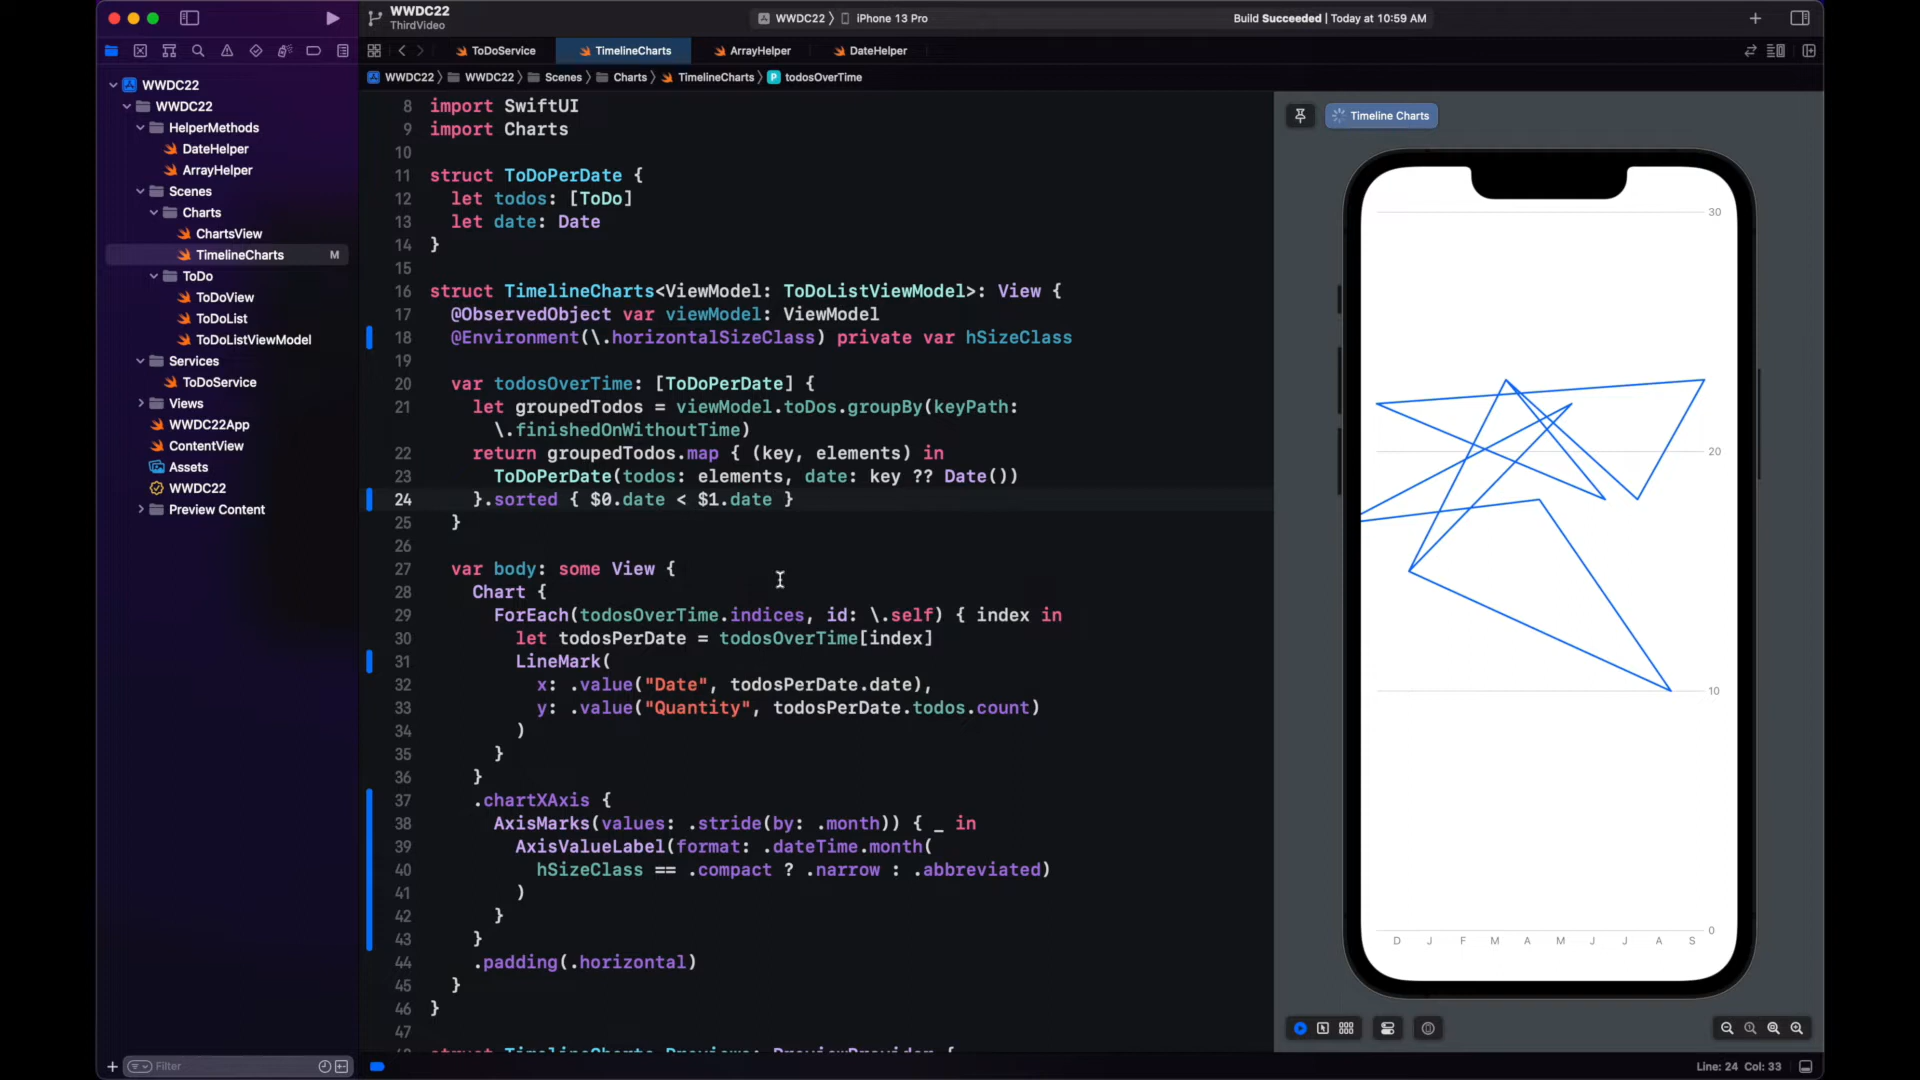 WWDC22
ThirdVideo
WWDC22 〉 iPhone 13 Pro
Build Succeeded | Today at 10:59 AM
ToDoService
TimelineCharts
ArrayHelper
DateHelper
WWDC22 〉 WWDC22 〉 Scenes 〉 Charts 〉 TimelineCharts 〉 P todosOverTime
WWDC22
WWDC22
HelperMethods
DateHelper
ArrayHelper
Scenes
Charts
ChartsView
TimelineCharts M
ToDo
ToDoView
ToDoList
ToDoListViewModel
Services
ToDoService
Views
WWDC22App
ContentView
Assets
WWDC22
Preview Content
Filter
8 import SwiftUI
9 import Charts
10
11 struct ToDoPerDate {
12 let todos: [ToDo]
13 let date: Date
14 }
15
16 struct TimelineCharts<ViewModel: ToDoListViewModel>: View {
17 @ObservedObject var viewModel: ViewModel
18 @Environment(\.horizontalSizeClass) private var hSizeClass
19
20 var todosOverTime: [ToDoPerDate] {
21 let groupedTodos = viewModel.toDos.groupBy(keyPath:
\.finishedOnWithoutTime)
22 return groupedTodos.map { (key, elements) in
23 ToDoPerDate(todos: elements, date: key ?? Date())
24 }.sorted { $0.date < $1.date }
25 }
26
27 var body: some View {
28 Chart {
29 ForEach(todosOverTime.indices, id: \.self) { index in
30 let todosPerDate = todosOverTime[index]
31 LineMark(
32 x: .value("Date", todosPerDate.date),
33 y: .value("Quantity", todosPerDate.todos.count)
34 )
35 }
36 }
37 .chartXAxis {
38 AxisMarks(values: .stride(by: .month)) { _ in
39 AxisValueLabel(format: .dateTime.month(
40 hSizeClass == .compact ? .narrow : .abbreviated)
41 )
42 }
43 }
44 .padding(.horizontal)
45 }
46 }
47
Timeline Charts
30
20
10
0
D J F M A M J J A S
Line: 24 Col: 33